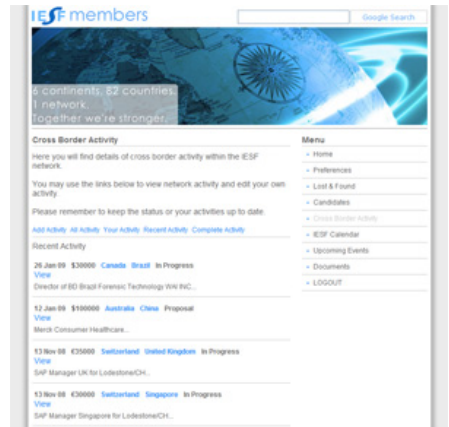 IESF members
Google Search
6 continents, 82 countries.
1 network.
Together we're stronger.
Cross Border Activity
Here you will find details of cross border activity within the IESF
network.
You may use the links below to view network activity and edit your own
activity.
Please remember to keep the status or your activities up to date.
Add Activity All Activity Your Activity Recent Activity Complete Activity
Recent Activity
26 Jan 09 $30000 Canada Brazil In Progress
View
Director of BD Brazil Forensic Technology WAI INC...
12 Jan 09 $100000 Australia China Proposal
View
Merck Consumer Healthcare...
13 Nov 08 €35000 Switzerland United Kingdom In Progress
View
SAP Manager UK for Lodestone/CH...
13 Nov 08 €30000 Switzerland Singapore In Progress
View
SAP Manager Singapore for Lodestone/CH...
Menu
Home
Preferences
Lost & Found
Candidates
Cross Border Activity
IESF Calendar
Upcoming Events
Documents
LOGOUT